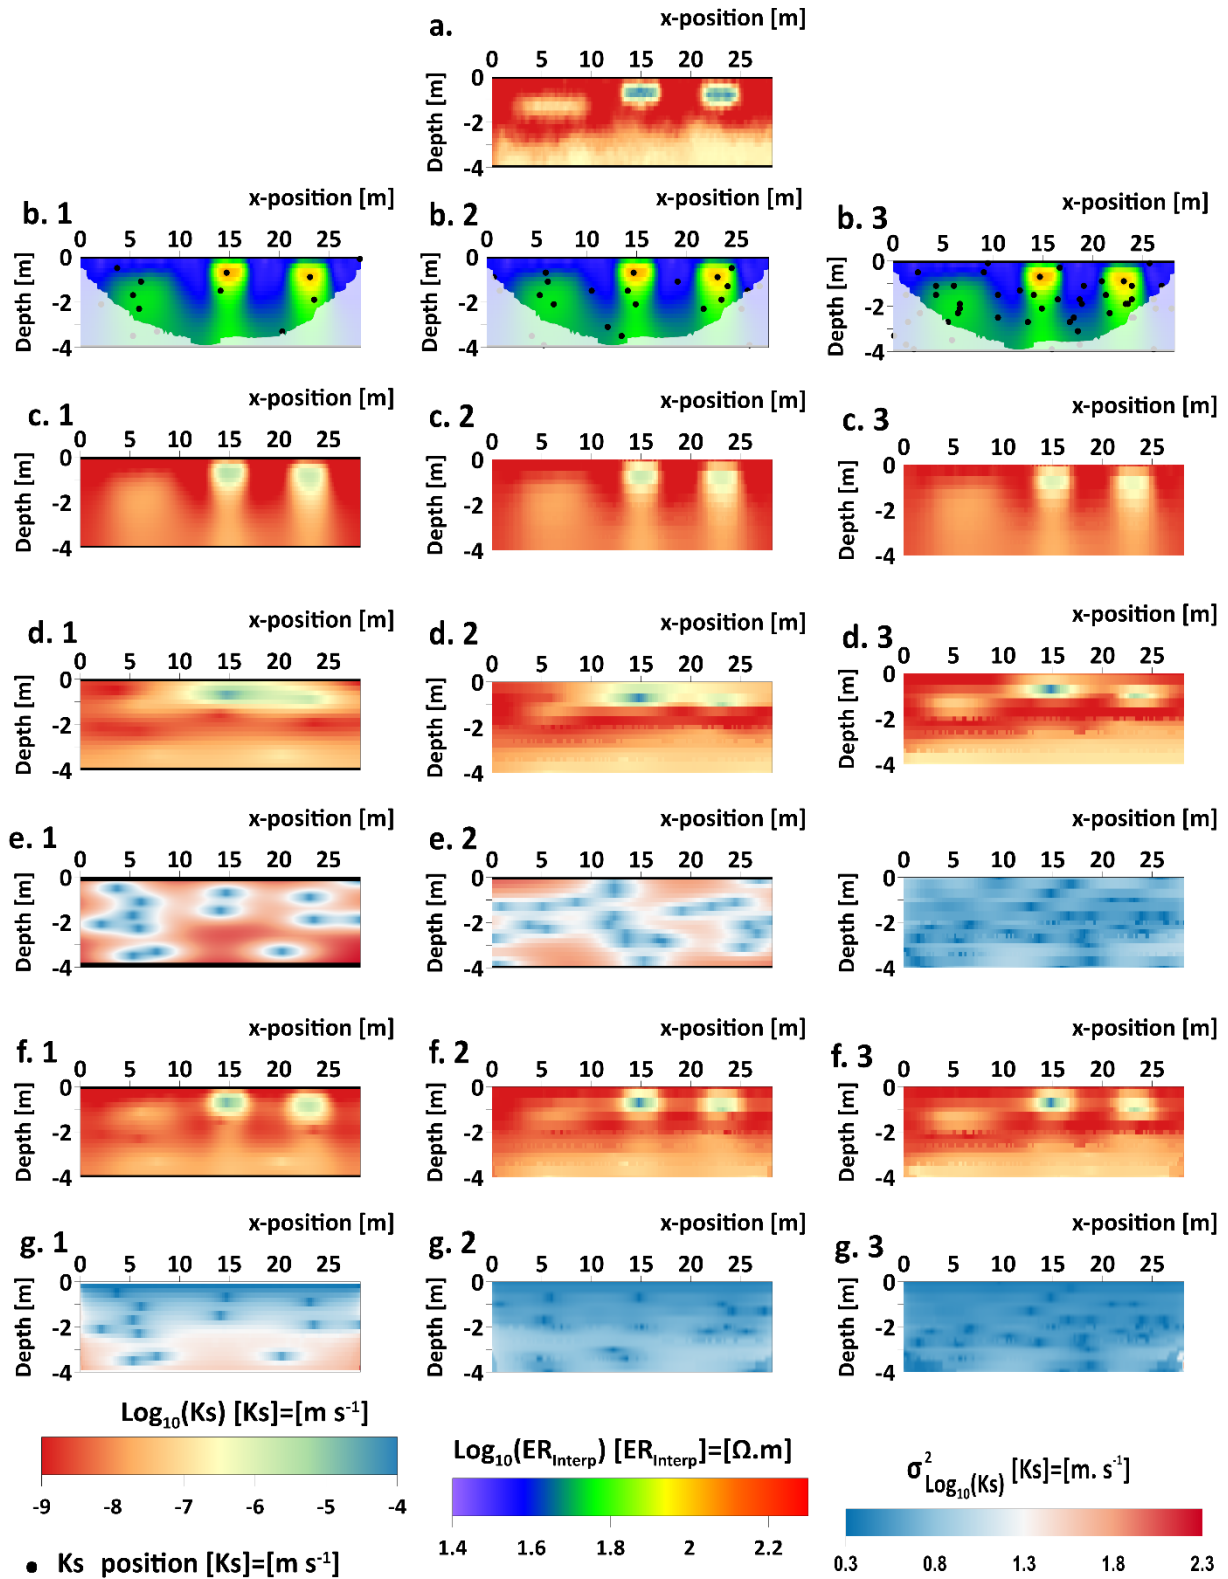 a.
x-position [m]
0 5 10 15 20 25
Depth [m]
0
-2
-4
b. 1
x-position [m]
0 5 10 15 20 25
Depth [m]
0
-2
-4
b. 2
x-position [m]
0 5 10 15 20 25
Depth [m]
0
-2
-4
b. 3
x-position [m]
0 5 10 15 20 25
Depth [m]
0
-2
-4
c. 1
x-position [m]
0 5 10 15 20 25
Depth [m]
0
-2
-4
c. 2
x-position [m]
0 5 10 15 20 25
Depth [m]
0
-2
-4
c. 3
x-position [m]
0 5 10 15 20 25
Depth [m]
0
-2
-4
d. 1
x-position [m]
0 5 10 15 20 25
Depth [m]
0
-2
-4
d. 2
x-position [m]
0 5 10 15 20 25
Depth [m]
0
-2
-4
d. 3
x-position [m]
0 5 10 15 20 25
Depth [m]
0
-2
-4
e. 1
x-position [m]
0 5 10 15 20 25
Depth [m]
0
-2
-4
e. 2
x-position [m]
0 5 10 15 20 25
Depth [m]
0
-2
-4
x-position [m]
0 5 10 15 20 25
Depth [m]
0
-2
-4
f. 1
x-position [m]
0 5 10 15 20 25
Depth [m]
0
-2
-4
f. 2
x-position [m]
0 5 10 15 20 25
Depth [m]
0
-2
-4
f. 3
x-position [m]
0 5 10 15 20 25
Depth [m]
0
-2
-4
g. 1
x-position [m]
0 5 10 15 20 25
Depth [m]
0
-2
-4
g. 2
x-position [m]
0 5 10 15 20 25
Depth [m]
0
-2
-4
g. 3
x-position [m]
0 5 10 15 20 25
Depth [m]
0
-2
-4
Log₁₀(Ks) [Ks]=[m s⁻¹]
-9 -8 -7 -6 -5 -4
● Ks position [Ks]=[m s⁻¹]
Log₁₀(ER_Interp) [ER_Interp]=[Ω.m]
1.4 1.6 1.8 2 2.2
σ²_Log₁₀(Ks) [Ks]=[m. s⁻¹]
0.3 0.8 1.3 1.8 2.3